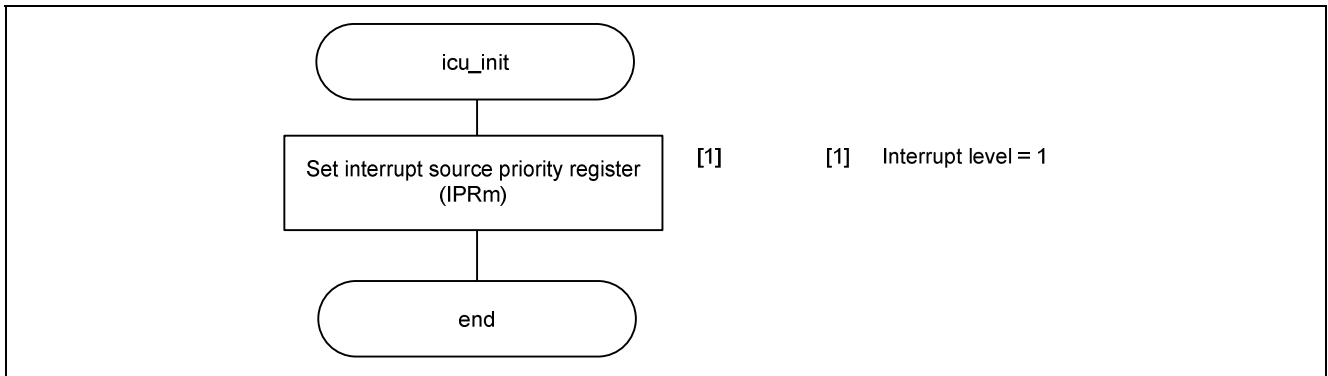 icu_init
Set interrupt source priority register
(IPRm)
[1]
[1] Interrupt level = 1
end